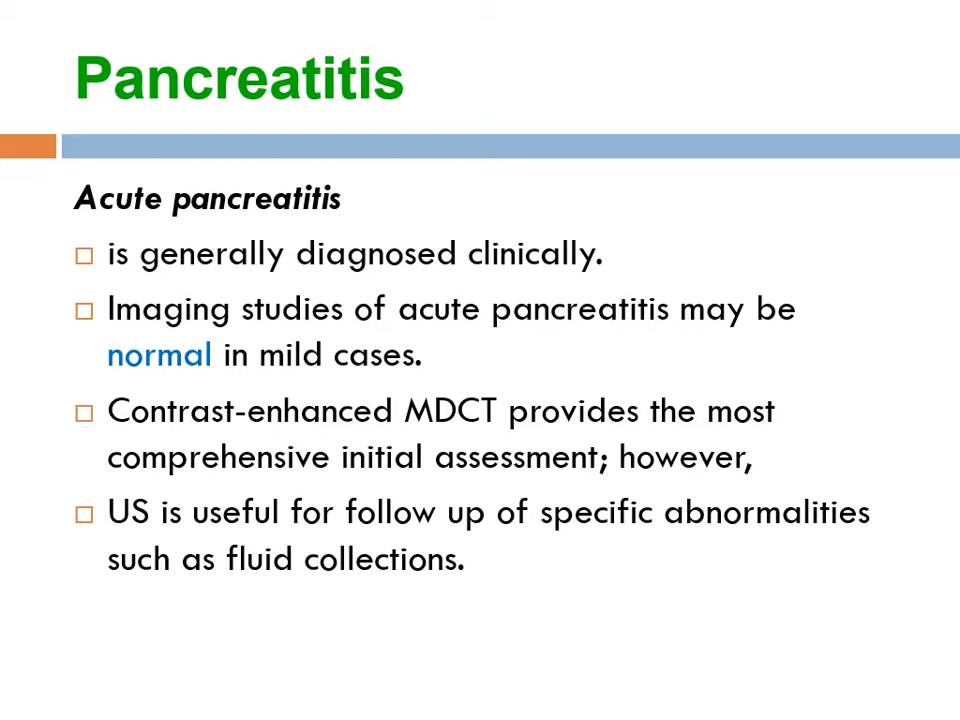 Pancreatitis
Acute pancreatitis
is generally diagnosed clinically.
Imaging studies of acute pancreatitis may be
normal in mild cases.
Contrast-enhanced MDCT provides the most
comprehensive initial assessment; however,
US is useful for follow up of specific abnormalities
such as fluid collections.